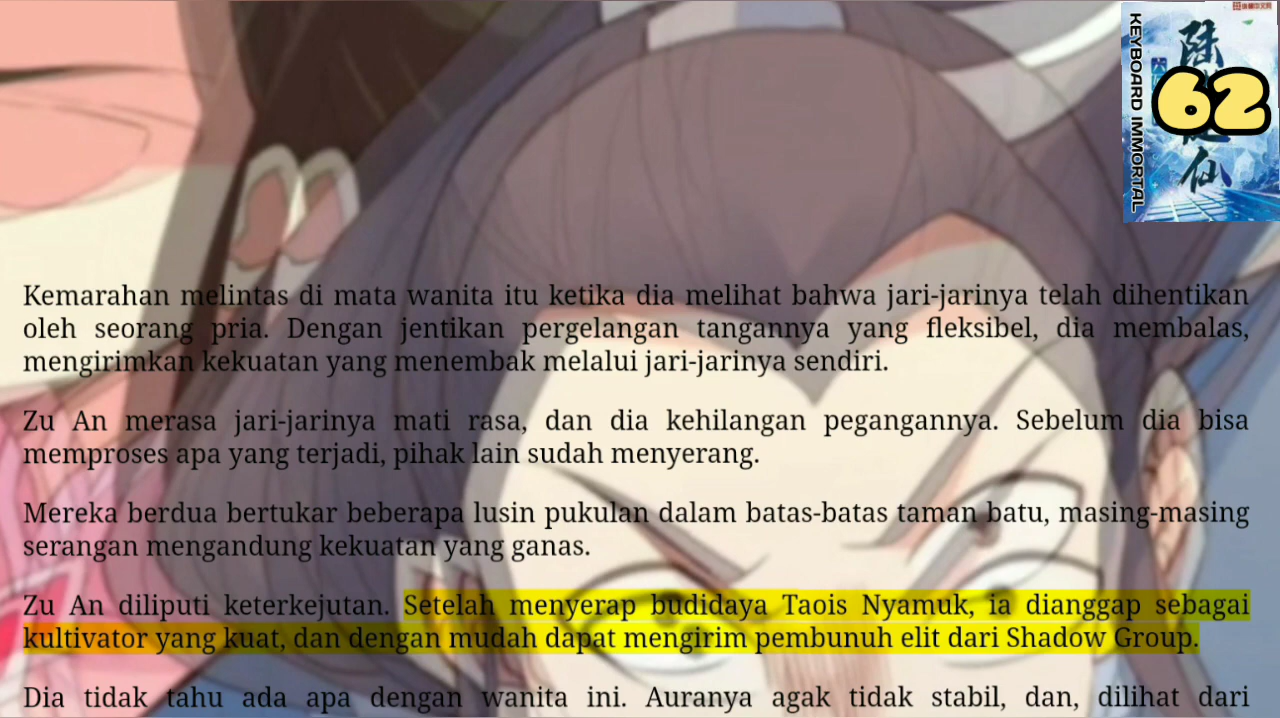 KEYBOARD IMMORTAL
62
仙
Kemarahan melintas di mata wanita itu ketika dia melihat bahwa jari-jarinya telah dihentikan
oleh seorang pria. Dengan jentikan pergelangan tangannya yang fleksibel, dia membalas,
mengirimkan kekuatan yang menembak melalui jari-jarinya sendiri.
Zu An merasa jari-jarinya mati rasa, dan dia kehilangan pegangannya. Sebelum dia bisa
memproses apa yang terjadi, pihak lain sudah menyerang.
Mereka berdua bertukar beberapa lusin pukulan dalam batas-batas taman batu, masing-masing
serangan mengandung kekuatan yang ganas.
Zu An diliputi keterkejutan. Setelah menyerap budidaya Taois Nyamuk, ia dianggap sebagai
kultivator yang kuat, dan dengan mudah dapat mengirim pembunuh elit dari Shadow Group.
Dia tidak tahu ada apa dengan wanita ini. Auranya agak tidak stabil, dan, dilihat dari